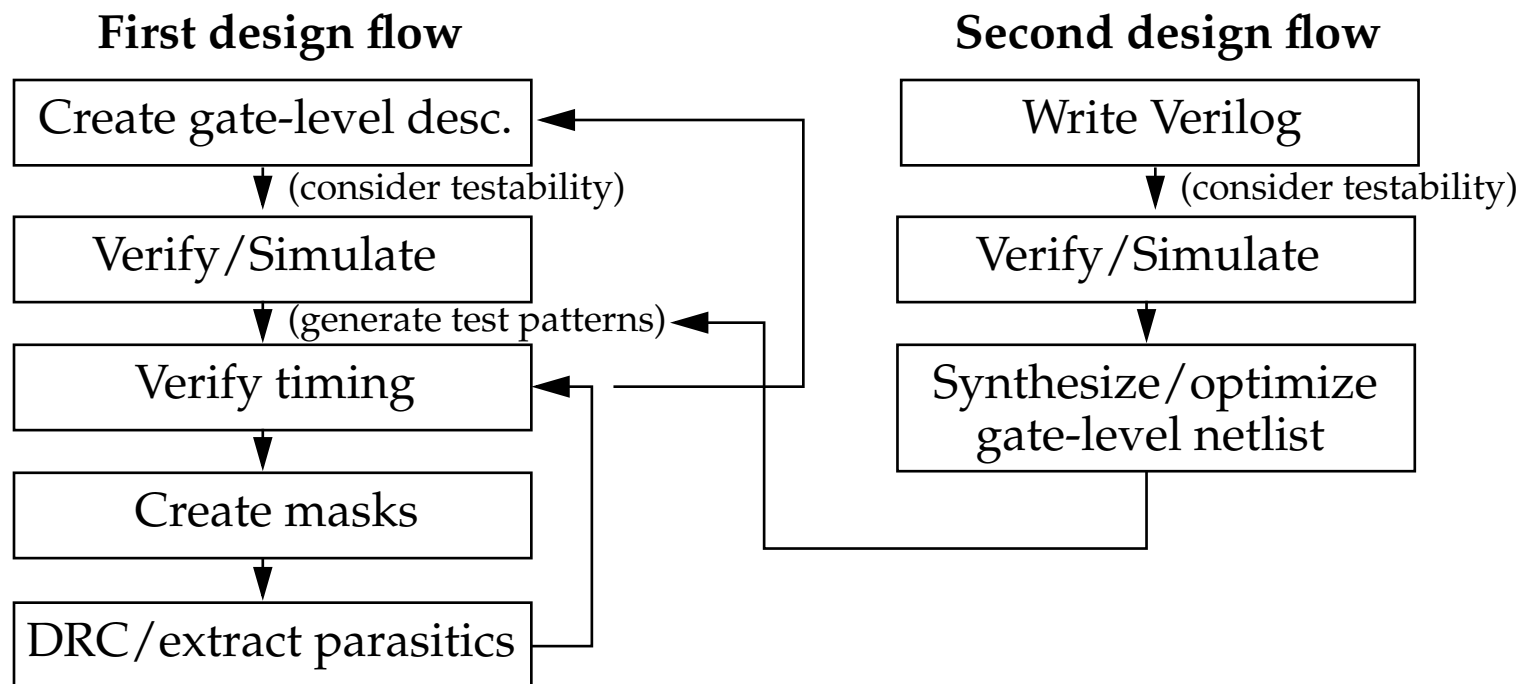 First design flow
Create gate-level desc.
(consider testability)
Verify/Simulate
(generate test patterns)
Verify timing
Create masks
DRC/extract parasitics
Second design flow
Write Verilog
(consider testability)
Verify/Simulate
Synthesize/optimize
gate-level netlist